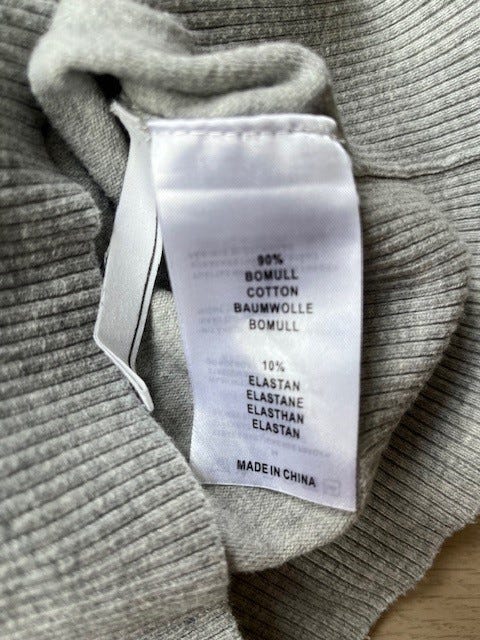 90%
BOMULL
COTTON
BAUMWOLLE
BOMULL
10%
ELASTAN
ELASTANE
ELASTHAN
ELASTAN
MADE IN CHINA